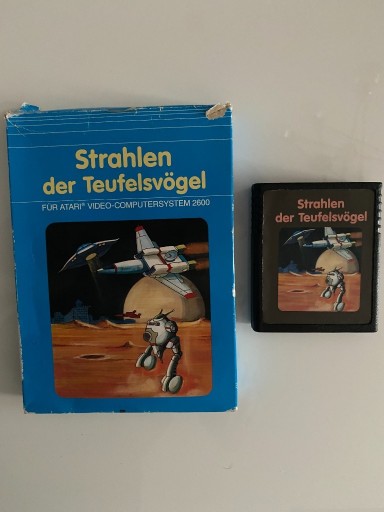 Strahlen
der Teufelsvögel
FÜR ATARI® VIDEO-COMPUTERSYSTEM 2600
Strahlen
der Teufelsvögel